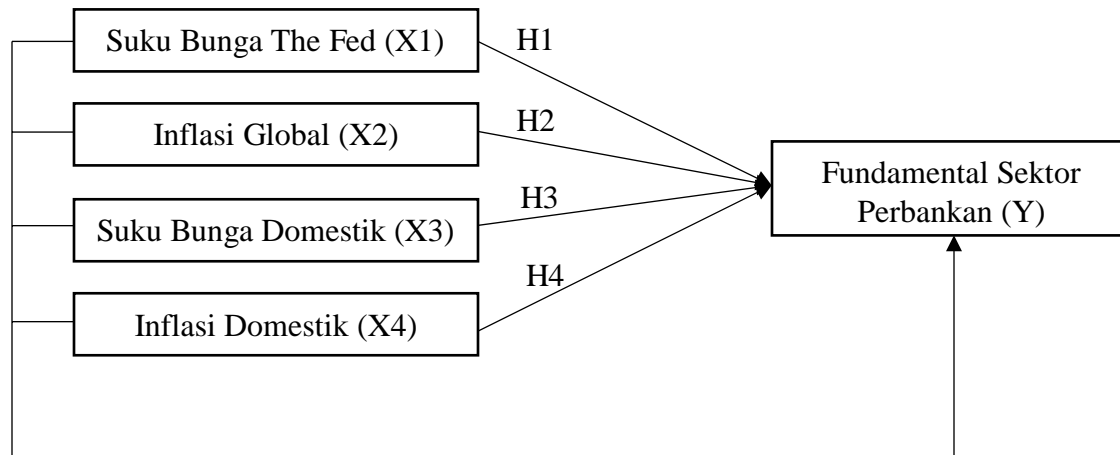 Suku Bunga The Fed (X1)
H1
Inflasi Global (X2)
H2
Suku Bunga Domestik (X3)
H3
Inflasi Domestik (X4)
H4
Fundamental Sektor
Perbankan (Y)